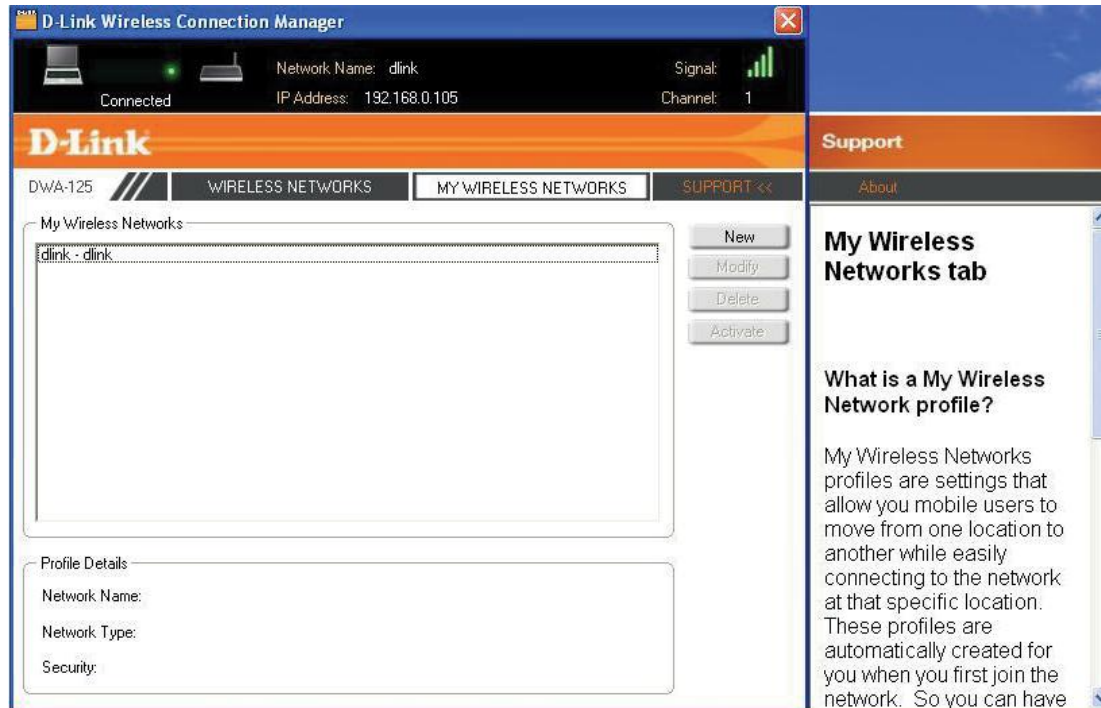 D-Link Wireless Connection Manager
Network Name: dlink
Signal:
Connected
IP Address: 192.168.0.105
Channel: 1
D-Link
DWA-125
WIRELESS NETWORKS
MY WIRELESS NETWORKS
SUPPORT <<
My Wireless Networks
dlink - dlink
New
Modify
Delete
Activate
Profile Details
Network Name:
Network Type:
Security:
Support
About
My Wireless
Networks tab
What is a My Wireless
Network profile?
My Wireless Networks
profiles are settings that
allow you mobile users to
move from one location to
another while easily
connecting to the network
at that specific location.
These profiles are
automatically created for
you when you first join the
network. So you can have